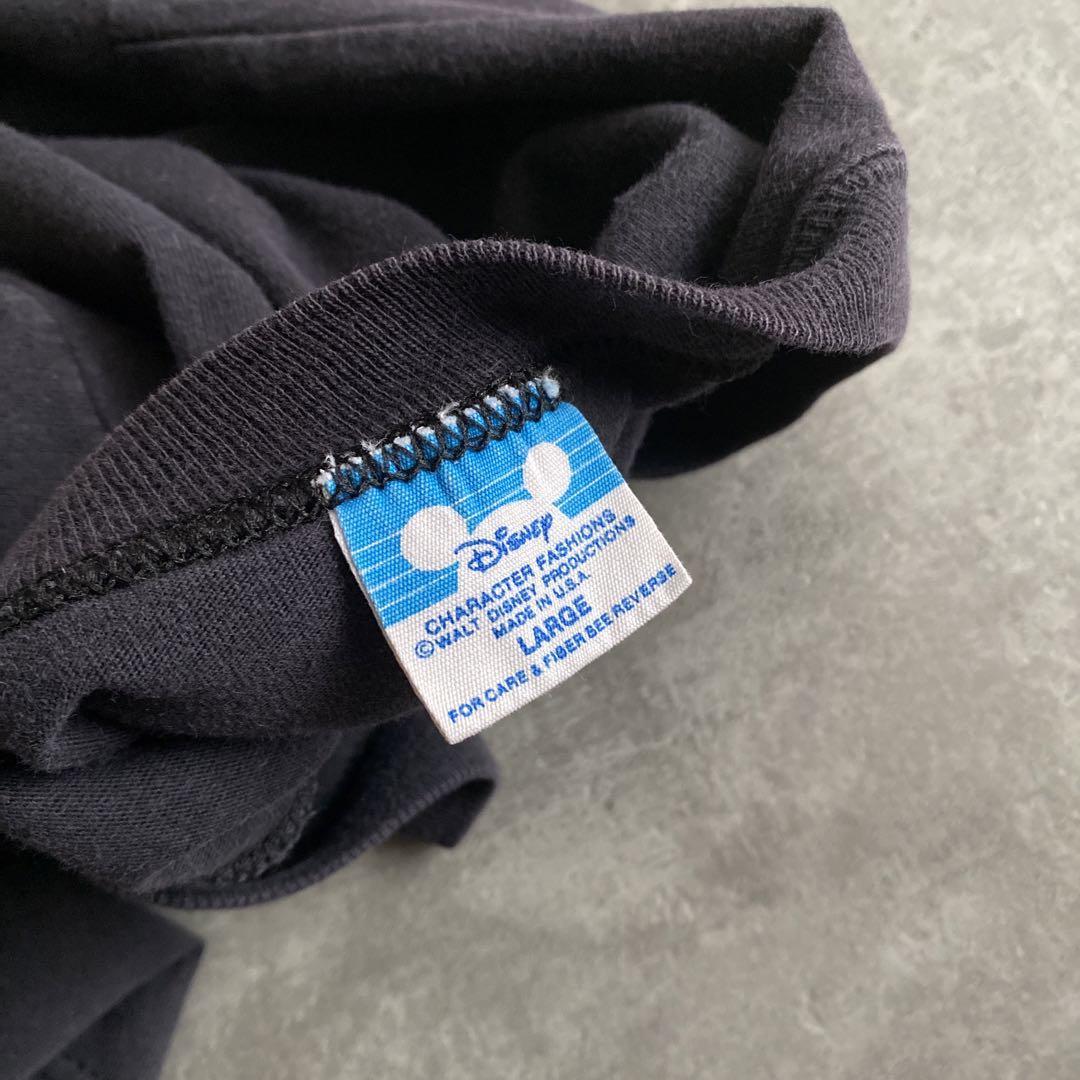 Disney
CHARACTER FASHIONS
©WALT DISNEY PRODUCTIONS
MADE IN U.S.A.
LARGE
FOR CARE & FIBER SEE REVERSE